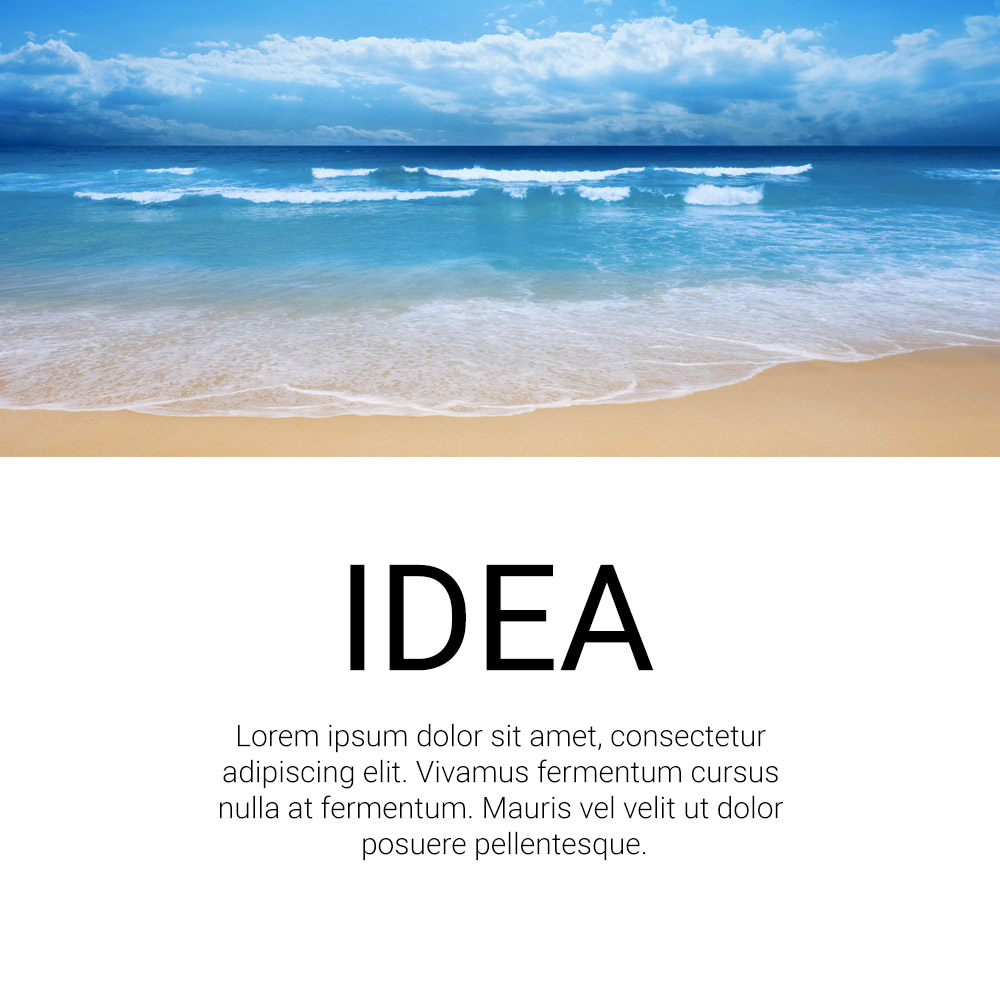 IDEA
Lorem ipsum dolor sit amet, consectetur
adipiscing elit. Vivamus fermentum cursus
nulla at fermentum. Mauris vel velit ut dolor
posuere pellentesque.